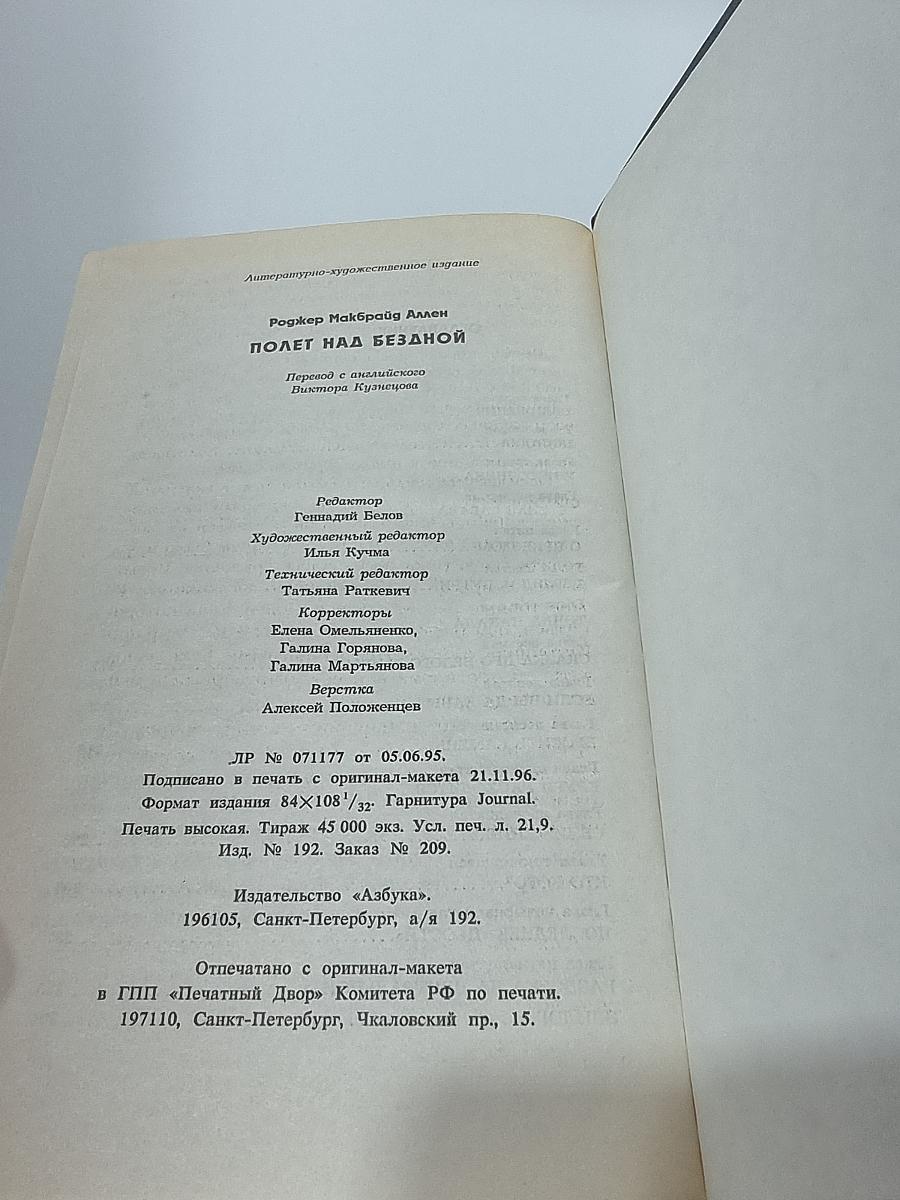 Литературно-художественное издание
Роджер Макбрайд Аллен
ПОЛЕТ НАД БЕЗДНОЙ
Перевод с английского
Виктора Кузнецова
Редактор
Геннадий Белов
Художественный редактор
Илья Кучма
Технический редактор
Татьяна Раткевич
Корректоры
Елена Омельяненко,
Галина Горянова,
Галина Мартьянова
Верстка
Алексей Положенцев
ЛР № 071177 от 05.06.95.
Подписано в печать с оригинал-макета 21.11.96.
Формат издания 84×108 1/32. Гарнитура Journal.
Печать высокая. Тираж 45 000 экз. Усл. печ. л. 21,9.
Изд. № 192. Заказ № 209.
Издательство «Азбука».
196105, Санкт-Петербург, а/я 192.
Отпечатано с оригинал-макета
в ГПП «Печатный Двор» Комитета РФ по печати.
197110, Санкт-Петербург, Чкаловский пр., 15.